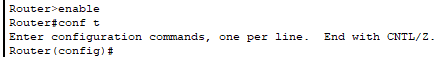 Router>enable
Router#conf t
Enter configuration commands, one per line.  End with CNTL/Z.
Router(config)#